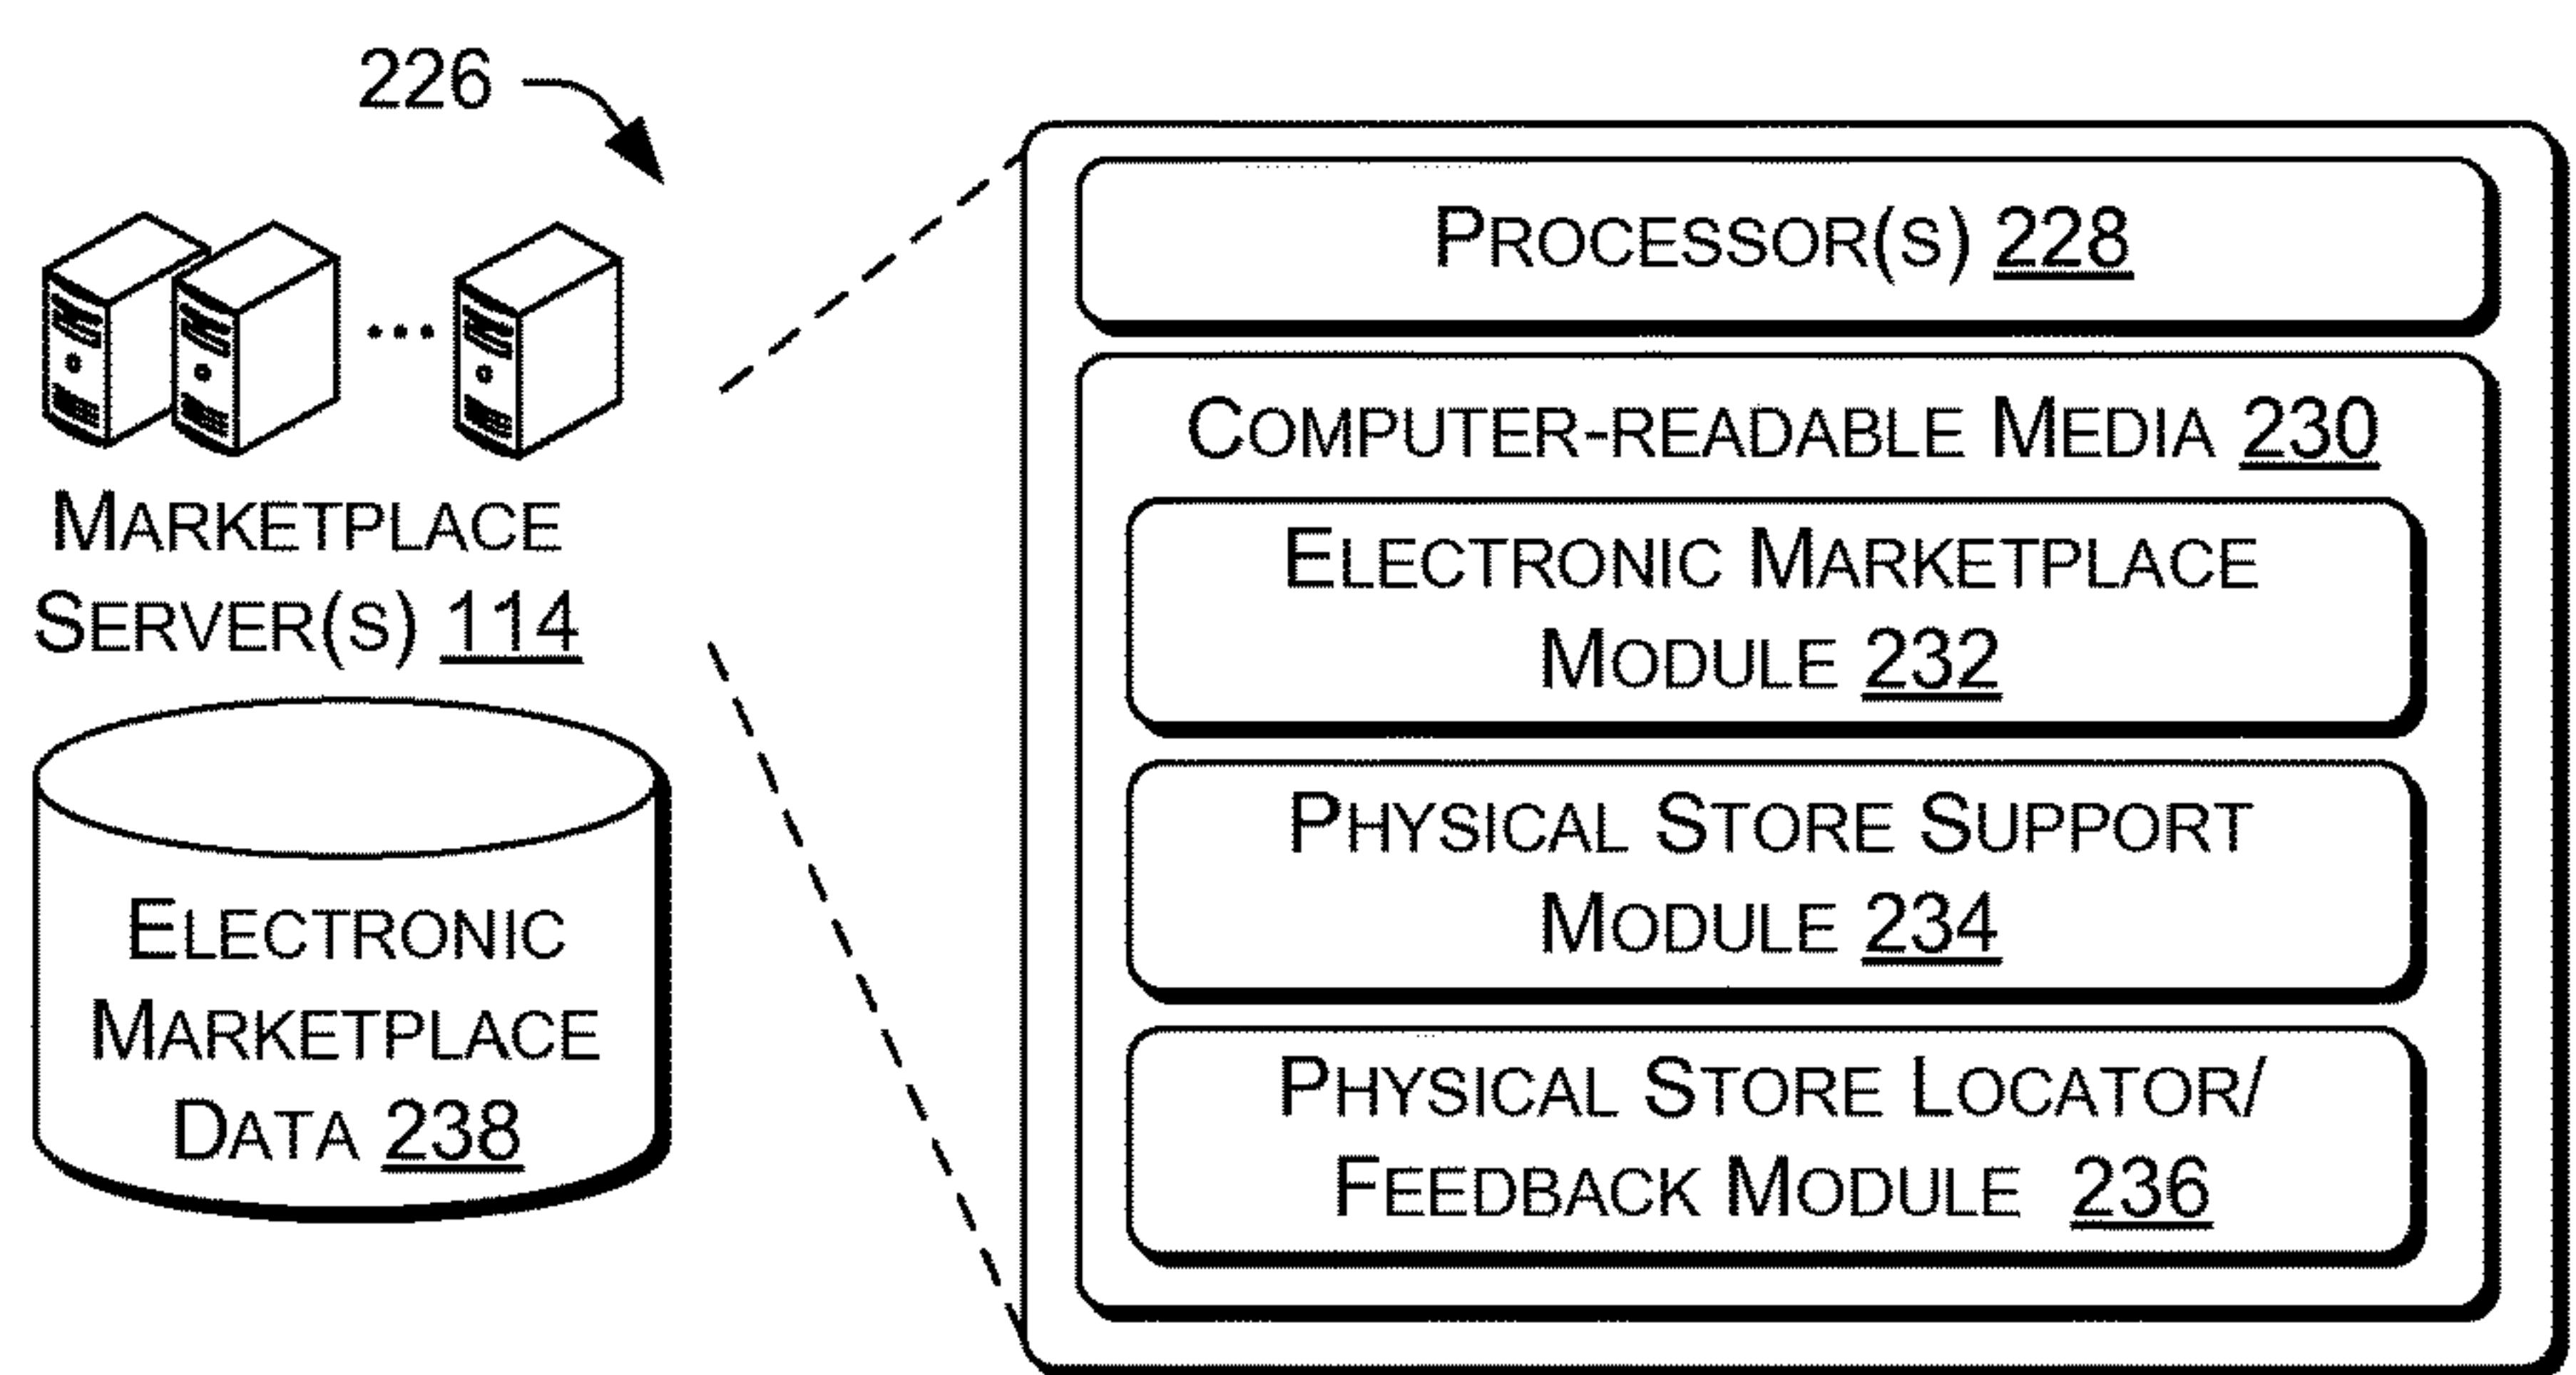 226
MARKETPLACE
SERVER(S) 114
ELECTRONIC
MARKETPLACE
DATA 238
PROCESSOR(S) 228
COMPUTER-READABLE MEDIA 230
ELECTRONIC MARKETPLACE
MODULE 232
PHYSICAL STORE SUPPORT
MODULE 234
PHYSICAL STORE LOCATOR/
FEEDBACK MODULE 236